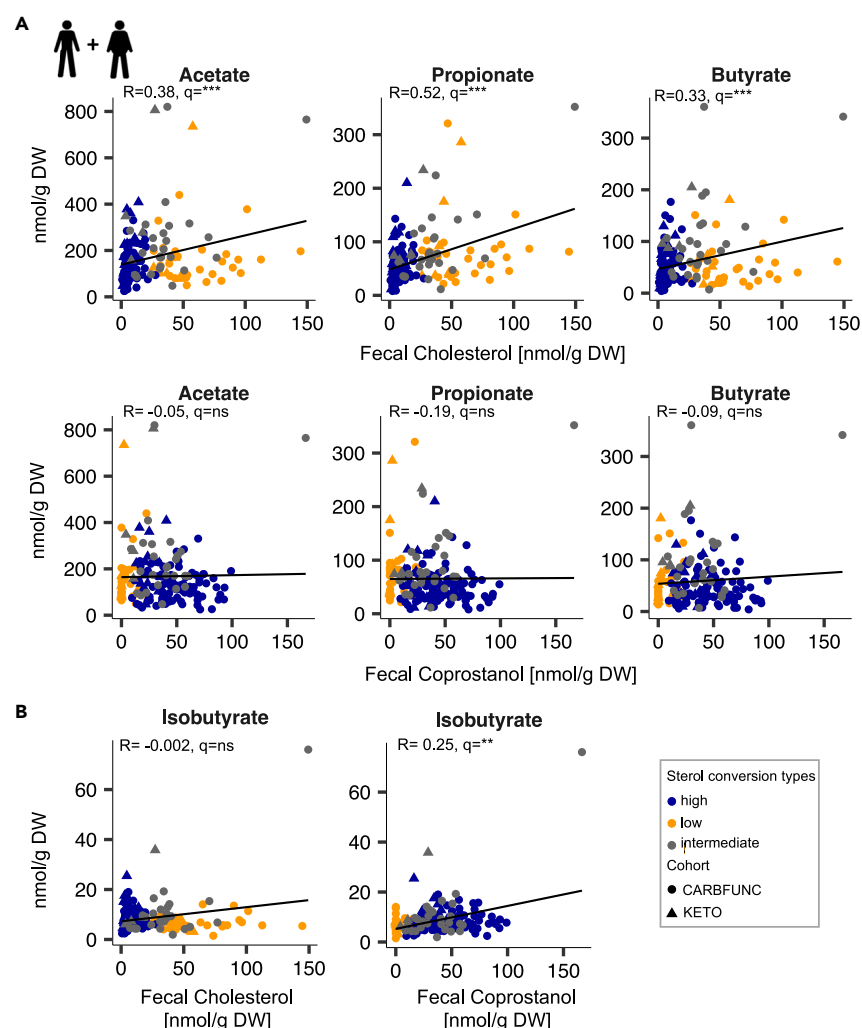 A
+
Acetate
Propionate
Butyrate
R=0.38, q=***
R=0.52, q=***
R=0.33, q=***
nmol/g DW
800
600
400
200
0
300
200
100
0
300
200
100
0
0 50 100 150
0 50 100 150
0 50 100 150
Fecal Cholesterol [nmol/g DW]
Acetate
Propionate
Butyrate
R= -0.05, q=ns
R= -0.19, q=ns
R= -0.09, q=ns
nmol/g DW
800
600
400
200
0
300
200
100
0
300
200
100
0
0 50 100 150
0 50 100 150
0 50 100 150
Fecal Coprostanol [nmol/g DW]
B
Isobutyrate
Isobutyrate
R= -0.002, q=ns
R= 0.25, q=**
nmol/g DW
60
40
20
0
60
40
20
0
0 50 100 150
0 50 100 150
Fecal Cholesterol
[nmol/g DW]
Fecal Coprostanol
[nmol/g DW]
Sterol conversion types
high
low
intermediate
Cohort
CARBFUNC
KETO